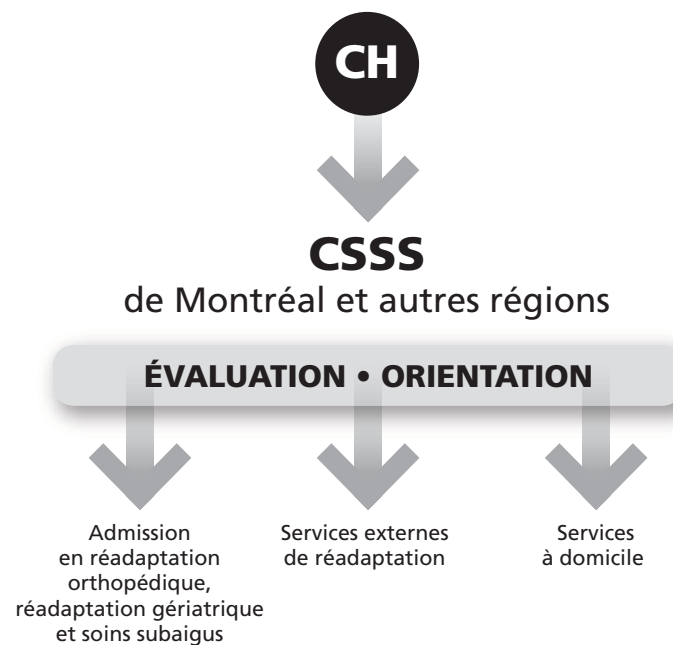 CH
CSSS
de Montréal et autres régions
ÉVALUATION • ORIENTATION
Admission
en réadaptation
orthopédique,
réadaptation gériatrique
et soins subaigus
Services externes
de réadaptation
Services
à domicile